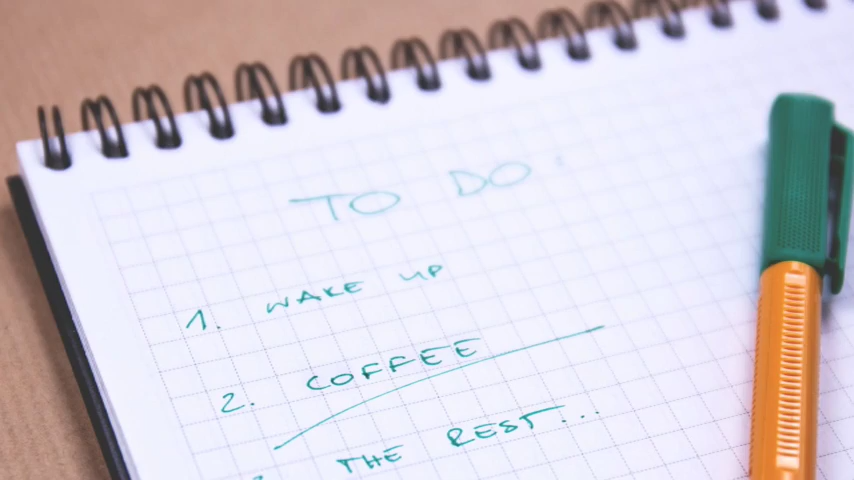 TO DO:
1. WAKE UP
2. COFFEE
THE REST...